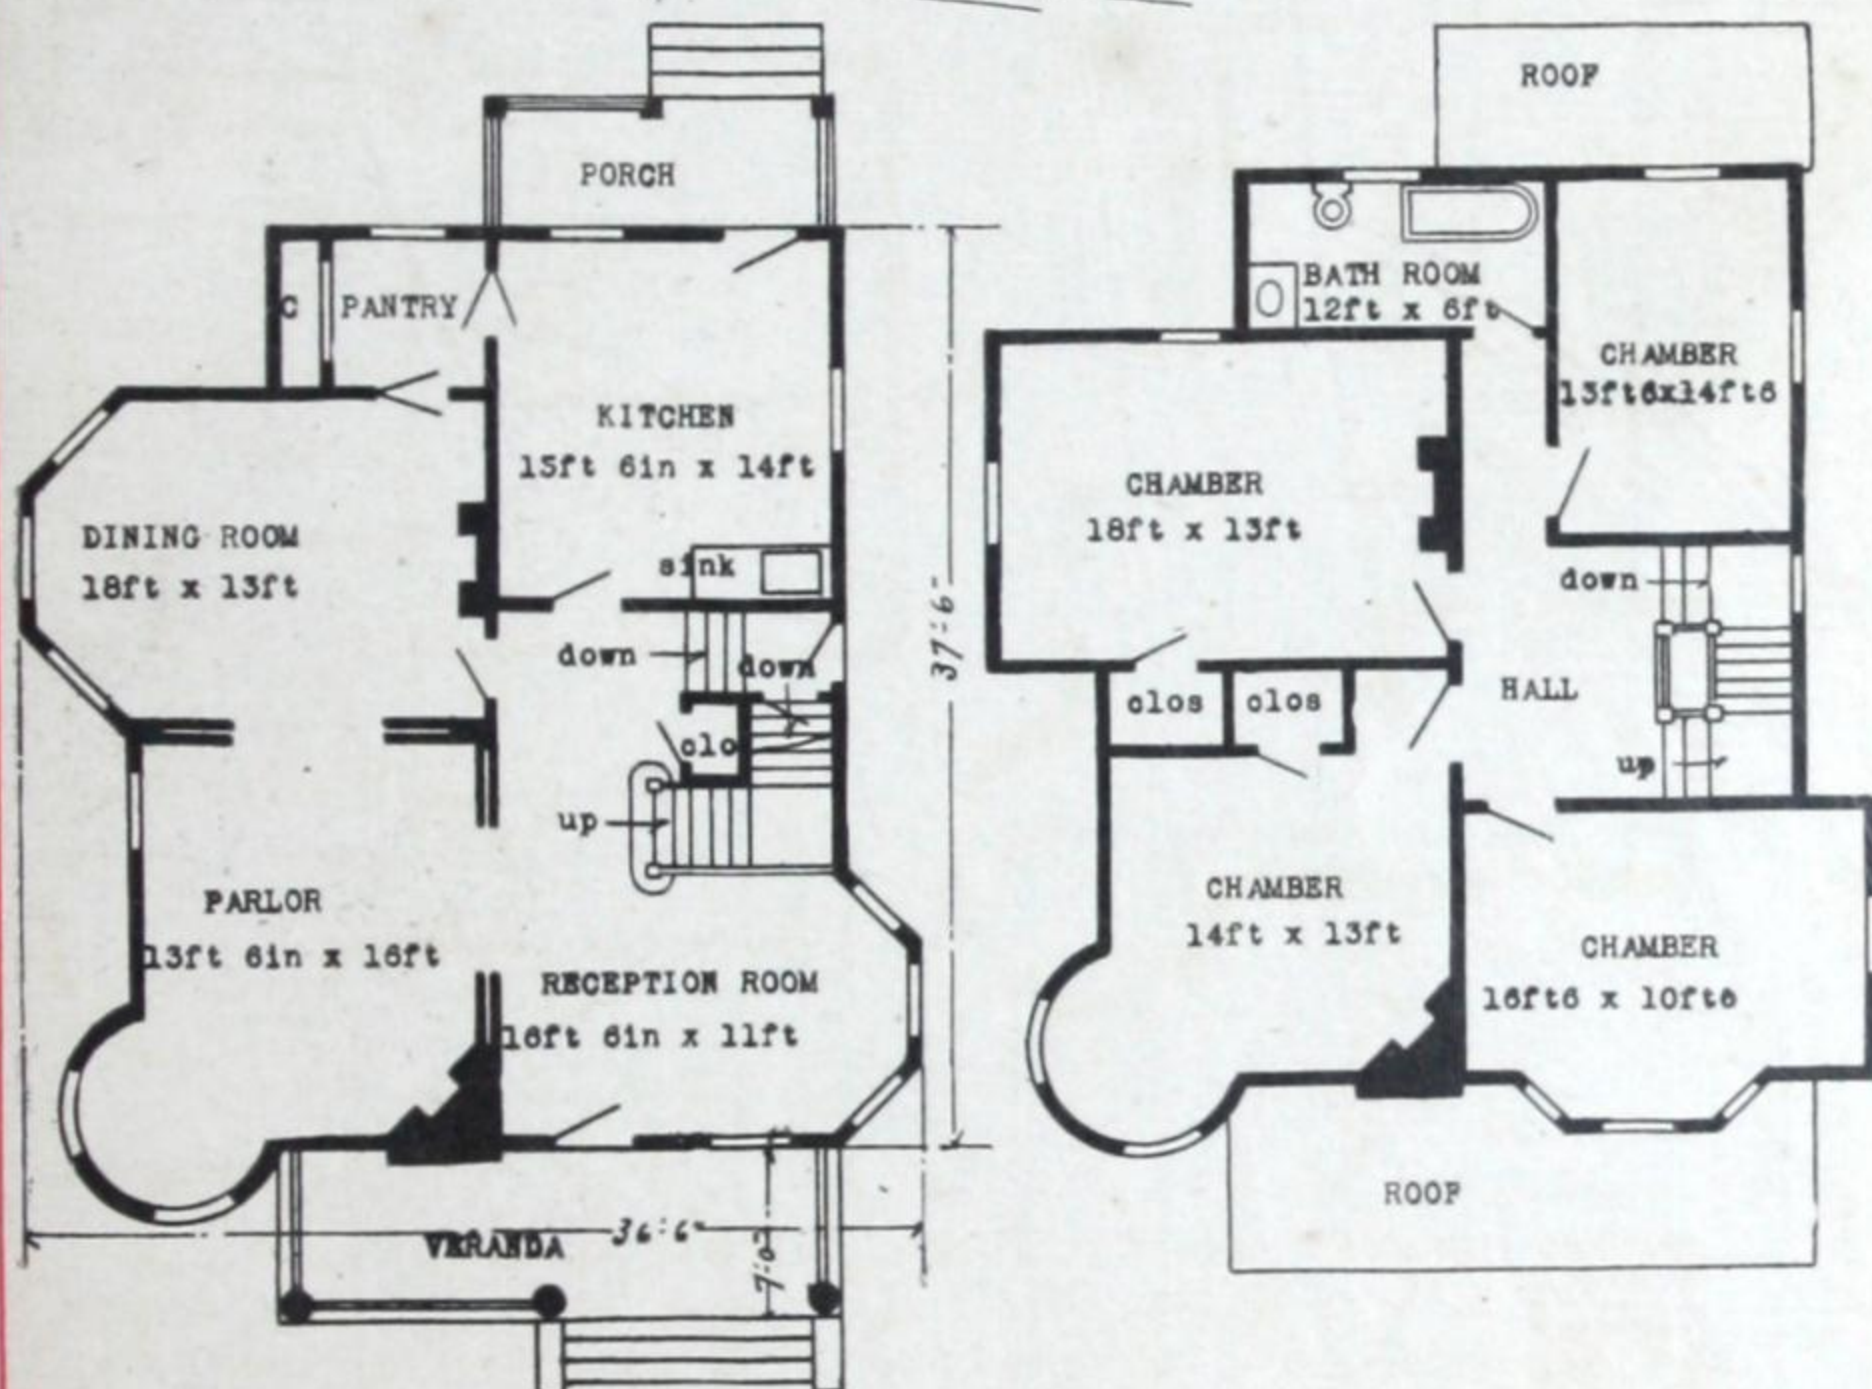 PORCH
C
PANTRY
KITCHEN
15ft 6in x 14ft
DINING ROOM
18ft x 13ft
sink
down
down
clo
up
PARLOR
13ft 6in x 16ft
RECEPTION ROOM
16ft 6in x 11ft
VERANDA
36'-6"
7'-0"
37'-6"
ROOF
BATH ROOM
12ft x 6ft
CHAMBER
13ft6x14ft6
CHAMBER
18ft x 13ft
down
HALL
clos
clos
up
CHAMBER
14ft x 13ft
CHAMBER
16ft6 x 10ft6
ROOF